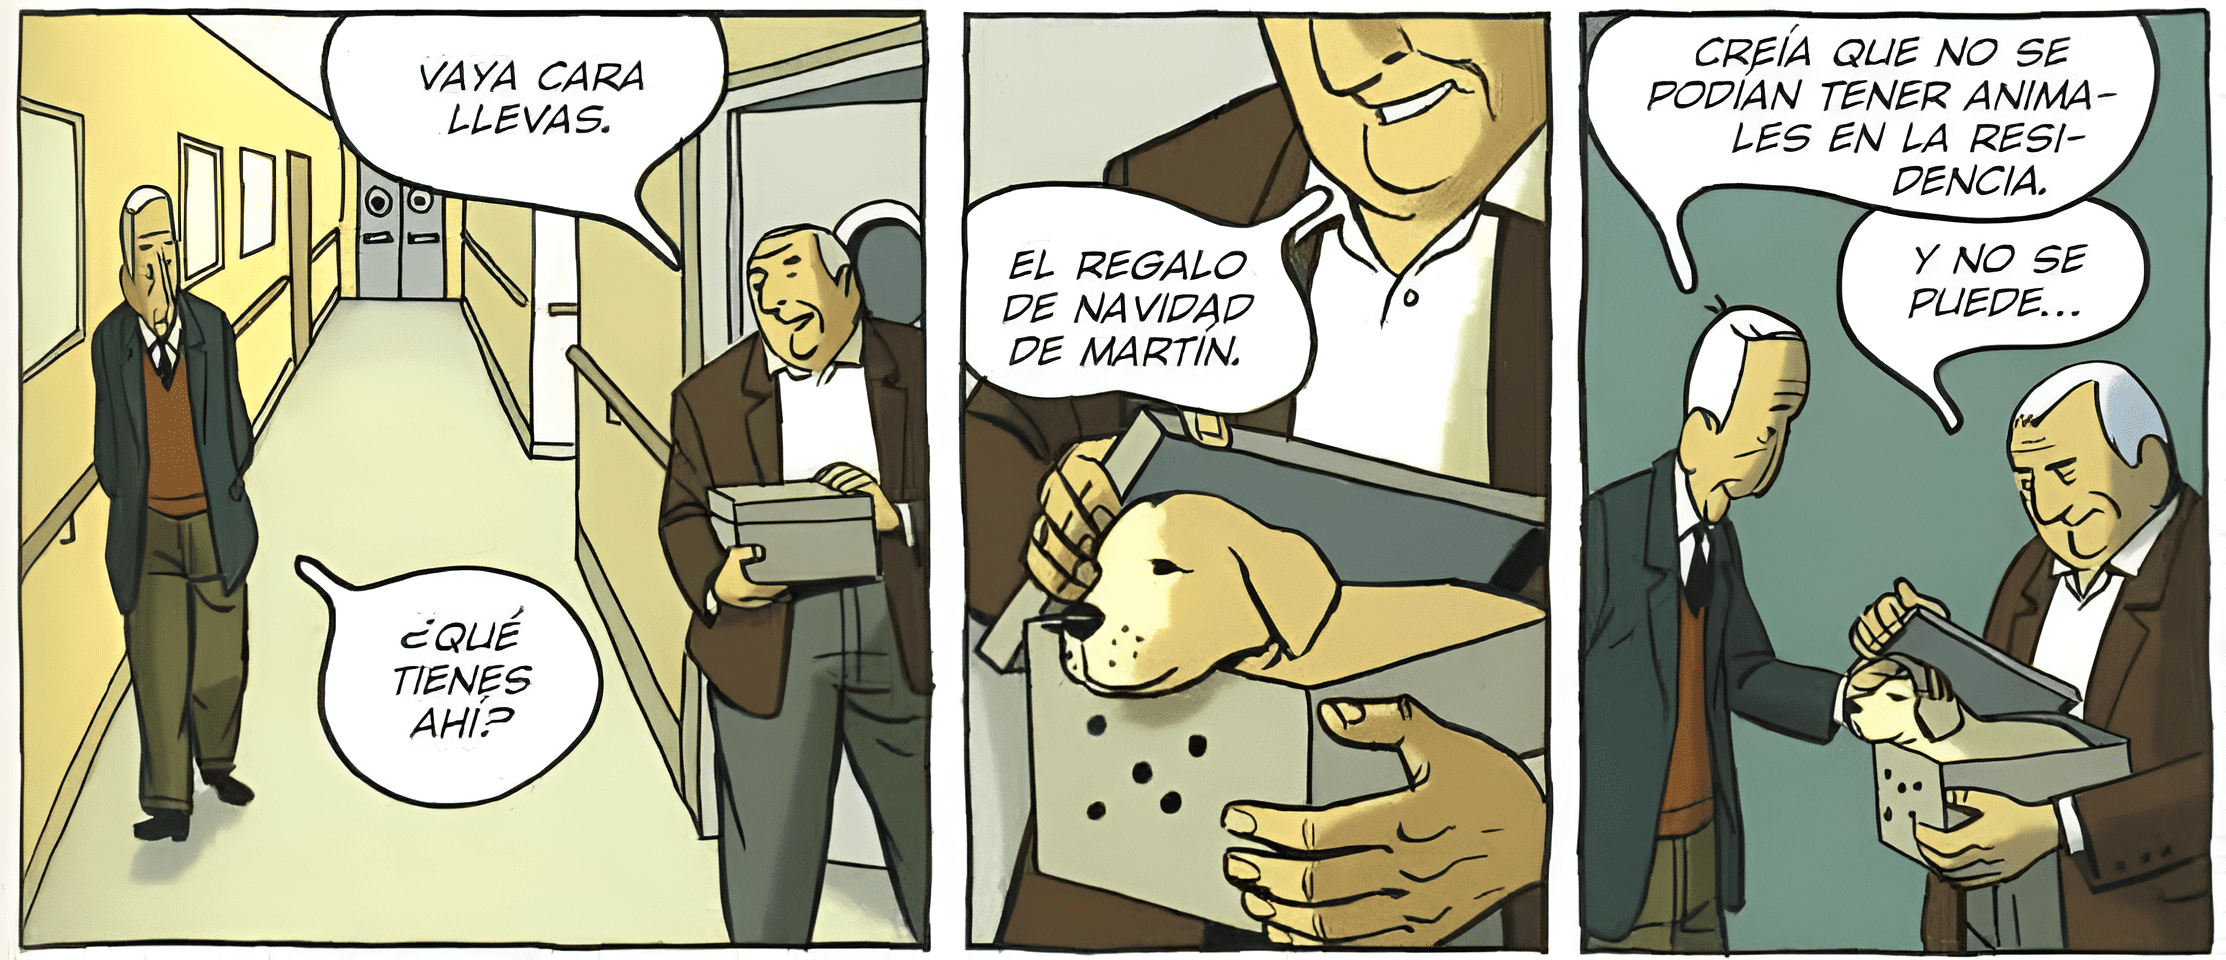 VAYA CARA
LLEVAS.
¿QUÉ
TIENES
AHÍ?
EL REGALO
DE NAVIDAD
DE MARTÍN.
CREÍA QUE NO SE
PODÍAN TENER ANIMA-
LES EN LA RESI-
DENCIA.
Y NO SE
PUEDE...